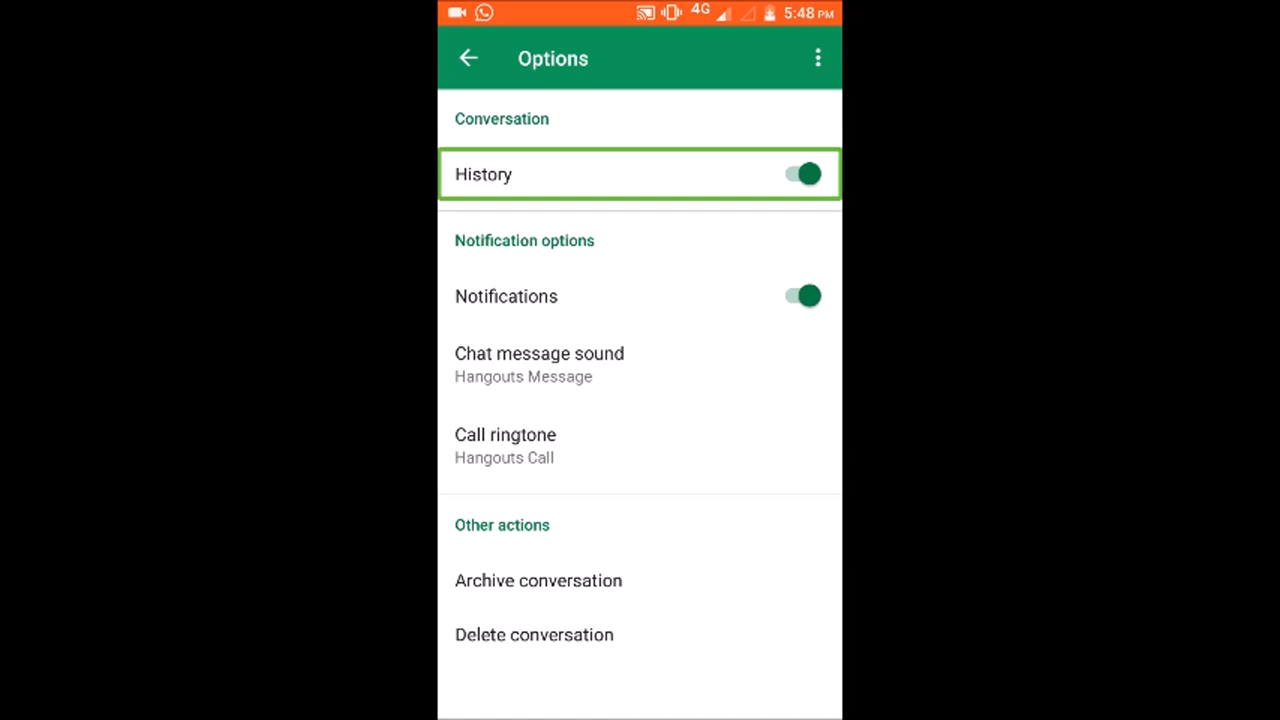 4G 5:48 PM
Options
Conversation
History
Notification options
Notifications
Chat message sound
Hangouts Message
Call ringtone
Hangouts Call
Other actions
Archive conversation
Delete conversation